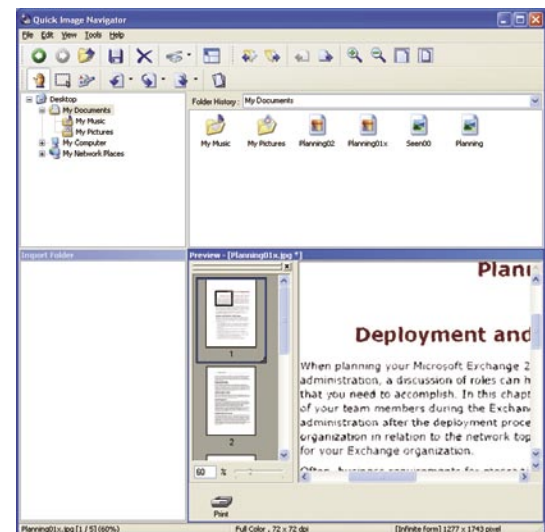 Quick Image Navigator
File Edit View Tools Help
Desktop
My Documents
My Music
My Pictures
My Computer
My Network Places
Folder History: My Documents
My Music My Pictures Planning02 Planning01x Seen00 Planning
Import Folder
Preview - [Planning01x.jpg *]
1
2
60 %
Plan
Deployment and
When planning your Microsoft Exchange 2
administration, a discussion of roles can h
that you need to accomplish. In this chapt
of your team members during the Exchan
administration after the deployment proce
organization in relation to the network top
for your Exchange organization.
Often, business requirements for
Print
Planning01x.jpg [1 / 5] (60%) Full Color, 72 x 72 dpi [Infinite form] 1277 x 1743 pixel